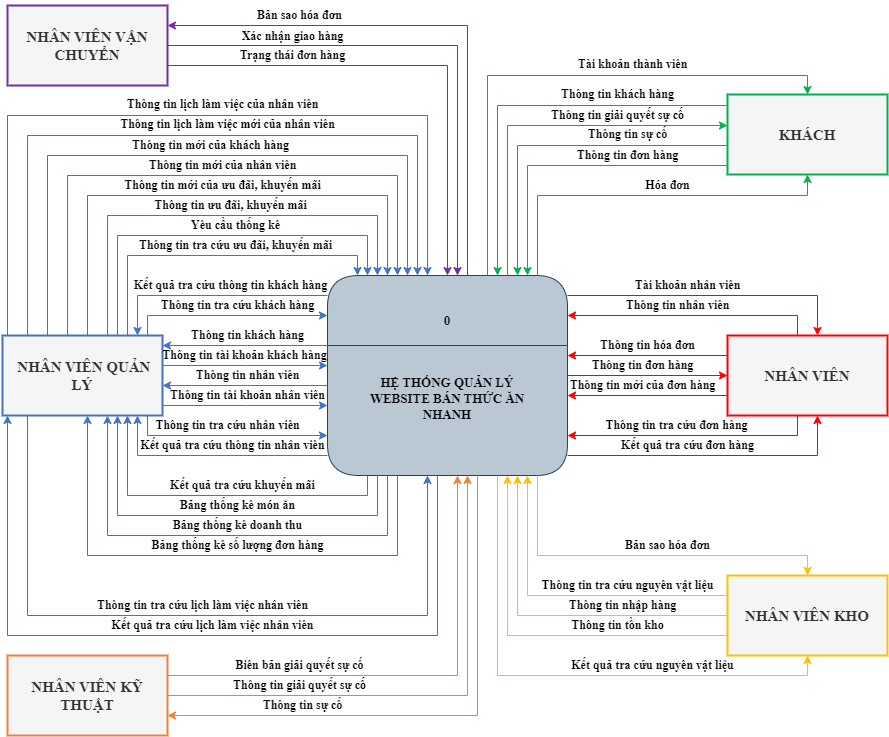 NHÂN VIÊN VẬN
CHUYỂN
Bản sao hóa đơn
Xác nhận giao hàng
Trạng thái đơn hàng
Thông tin lịch làm việc của nhân viên
Thông tin lịch làm việc mới của nhân viên
Thông tin mới của khách hàng
Thông tin mới của nhân viên
Thông tin mới của ưu đãi, khuyến mãi
Thông tin ưu đãi, khuyến mãi
Yêu cầu thống kê
Thông tin tra cứu ưu đãi, khuyến mãi
Tài khoản thành viên
Thông tin khách hàng
Thông tin giải quyết sự cố
Thông tin sự cố
Thông tin đơn hàng
Hóa đơn
KHÁCH
Kết quả tra cứu thông tin khách hàng
Thông tin tra cứu khách hàng
Thông tin khách hàng
Thông tin tài khoản khách hàng
Thông tin nhân viên
Thông tin tài khoản nhân viên
Thông tin tra cứu nhân viên
Kết quả tra cứu thông tin nhân viên
NHÂN VIÊN QUẢN
LÝ
0
HỆ THỐNG QUẢN LÝ
WEBSITE BÁN THỨC ĂN
NHANH
Tài khoản nhân viên
Thông tin nhân viên
Thông tin hóa đơn
Thông tin đơn hàng
Thông tin mới của đơn hàng
Thông tin tra cứu đơn hàng
Kết quả tra cứu đơn hàng
NHÂN VIÊN
Kết quả tra cứu khuyến mãi
Bảng thống kê món ăn
Bảng thống kê doanh thu
Bảng thống kê số lượng đơn hàng
Thông tin tra cứu lịch làm việc nhân viên
Kết quả tra cứu lịch làm việc nhân viên
Bản sao hóa đơn
Thông tin tra cứu nguyên vật liệu
Thông tin nhập hàng
Thông tin tồn kho
Kết quả tra cứu nguyên vật liệu
NHÂN VIÊN KHO
NHÂN VIÊN KỸ
THUẬT
Biên bản giải quyết sự cố
Thông tin giải quyết sự cố
Thông tin sự cố